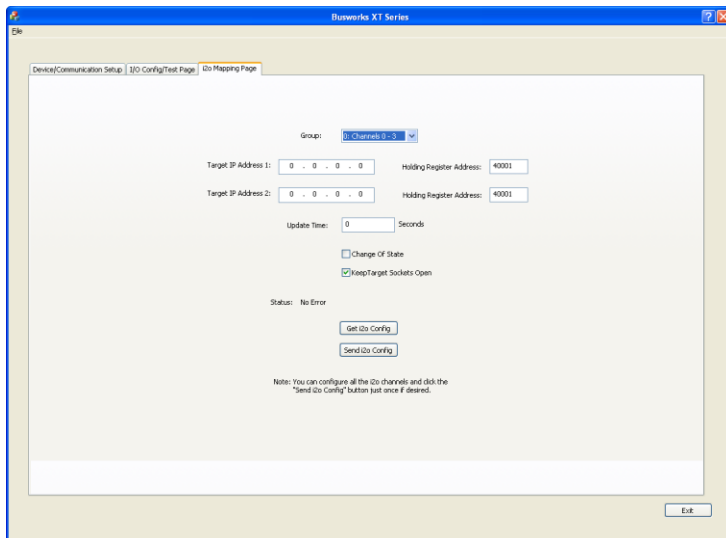 Busworks XT Series
File
Device/Communication Setup I/O Config/Test Page i2o Mapping Page
Group: 0: Channels 0 - 3
Target IP Address 1: 0 . 0 . 0 . 0 Holding Register Address: 40001
Target IP Address 2: 0 . 0 . 0 . 0 Holding Register Address: 40001
Update Time: 0 Seconds
Change Of State
KeepTarget Sockets Open
Status: No Error
Get i2o Config
Send i2o Config
Note: You can configure all the i2o channels and click the
"Send i2o Config" button just once if desired.
Exit